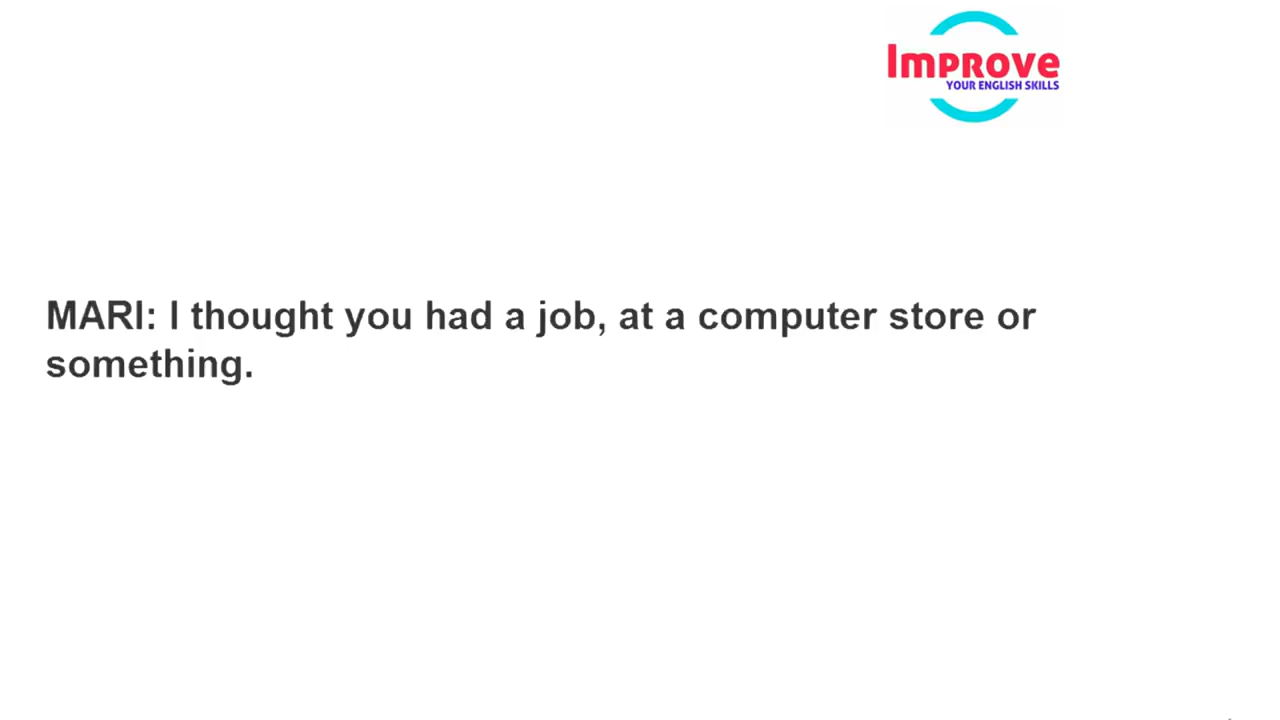 Improve
YOUR ENGLISH SKILLS
MARI: I thought you had a job, at a computer store or
something.